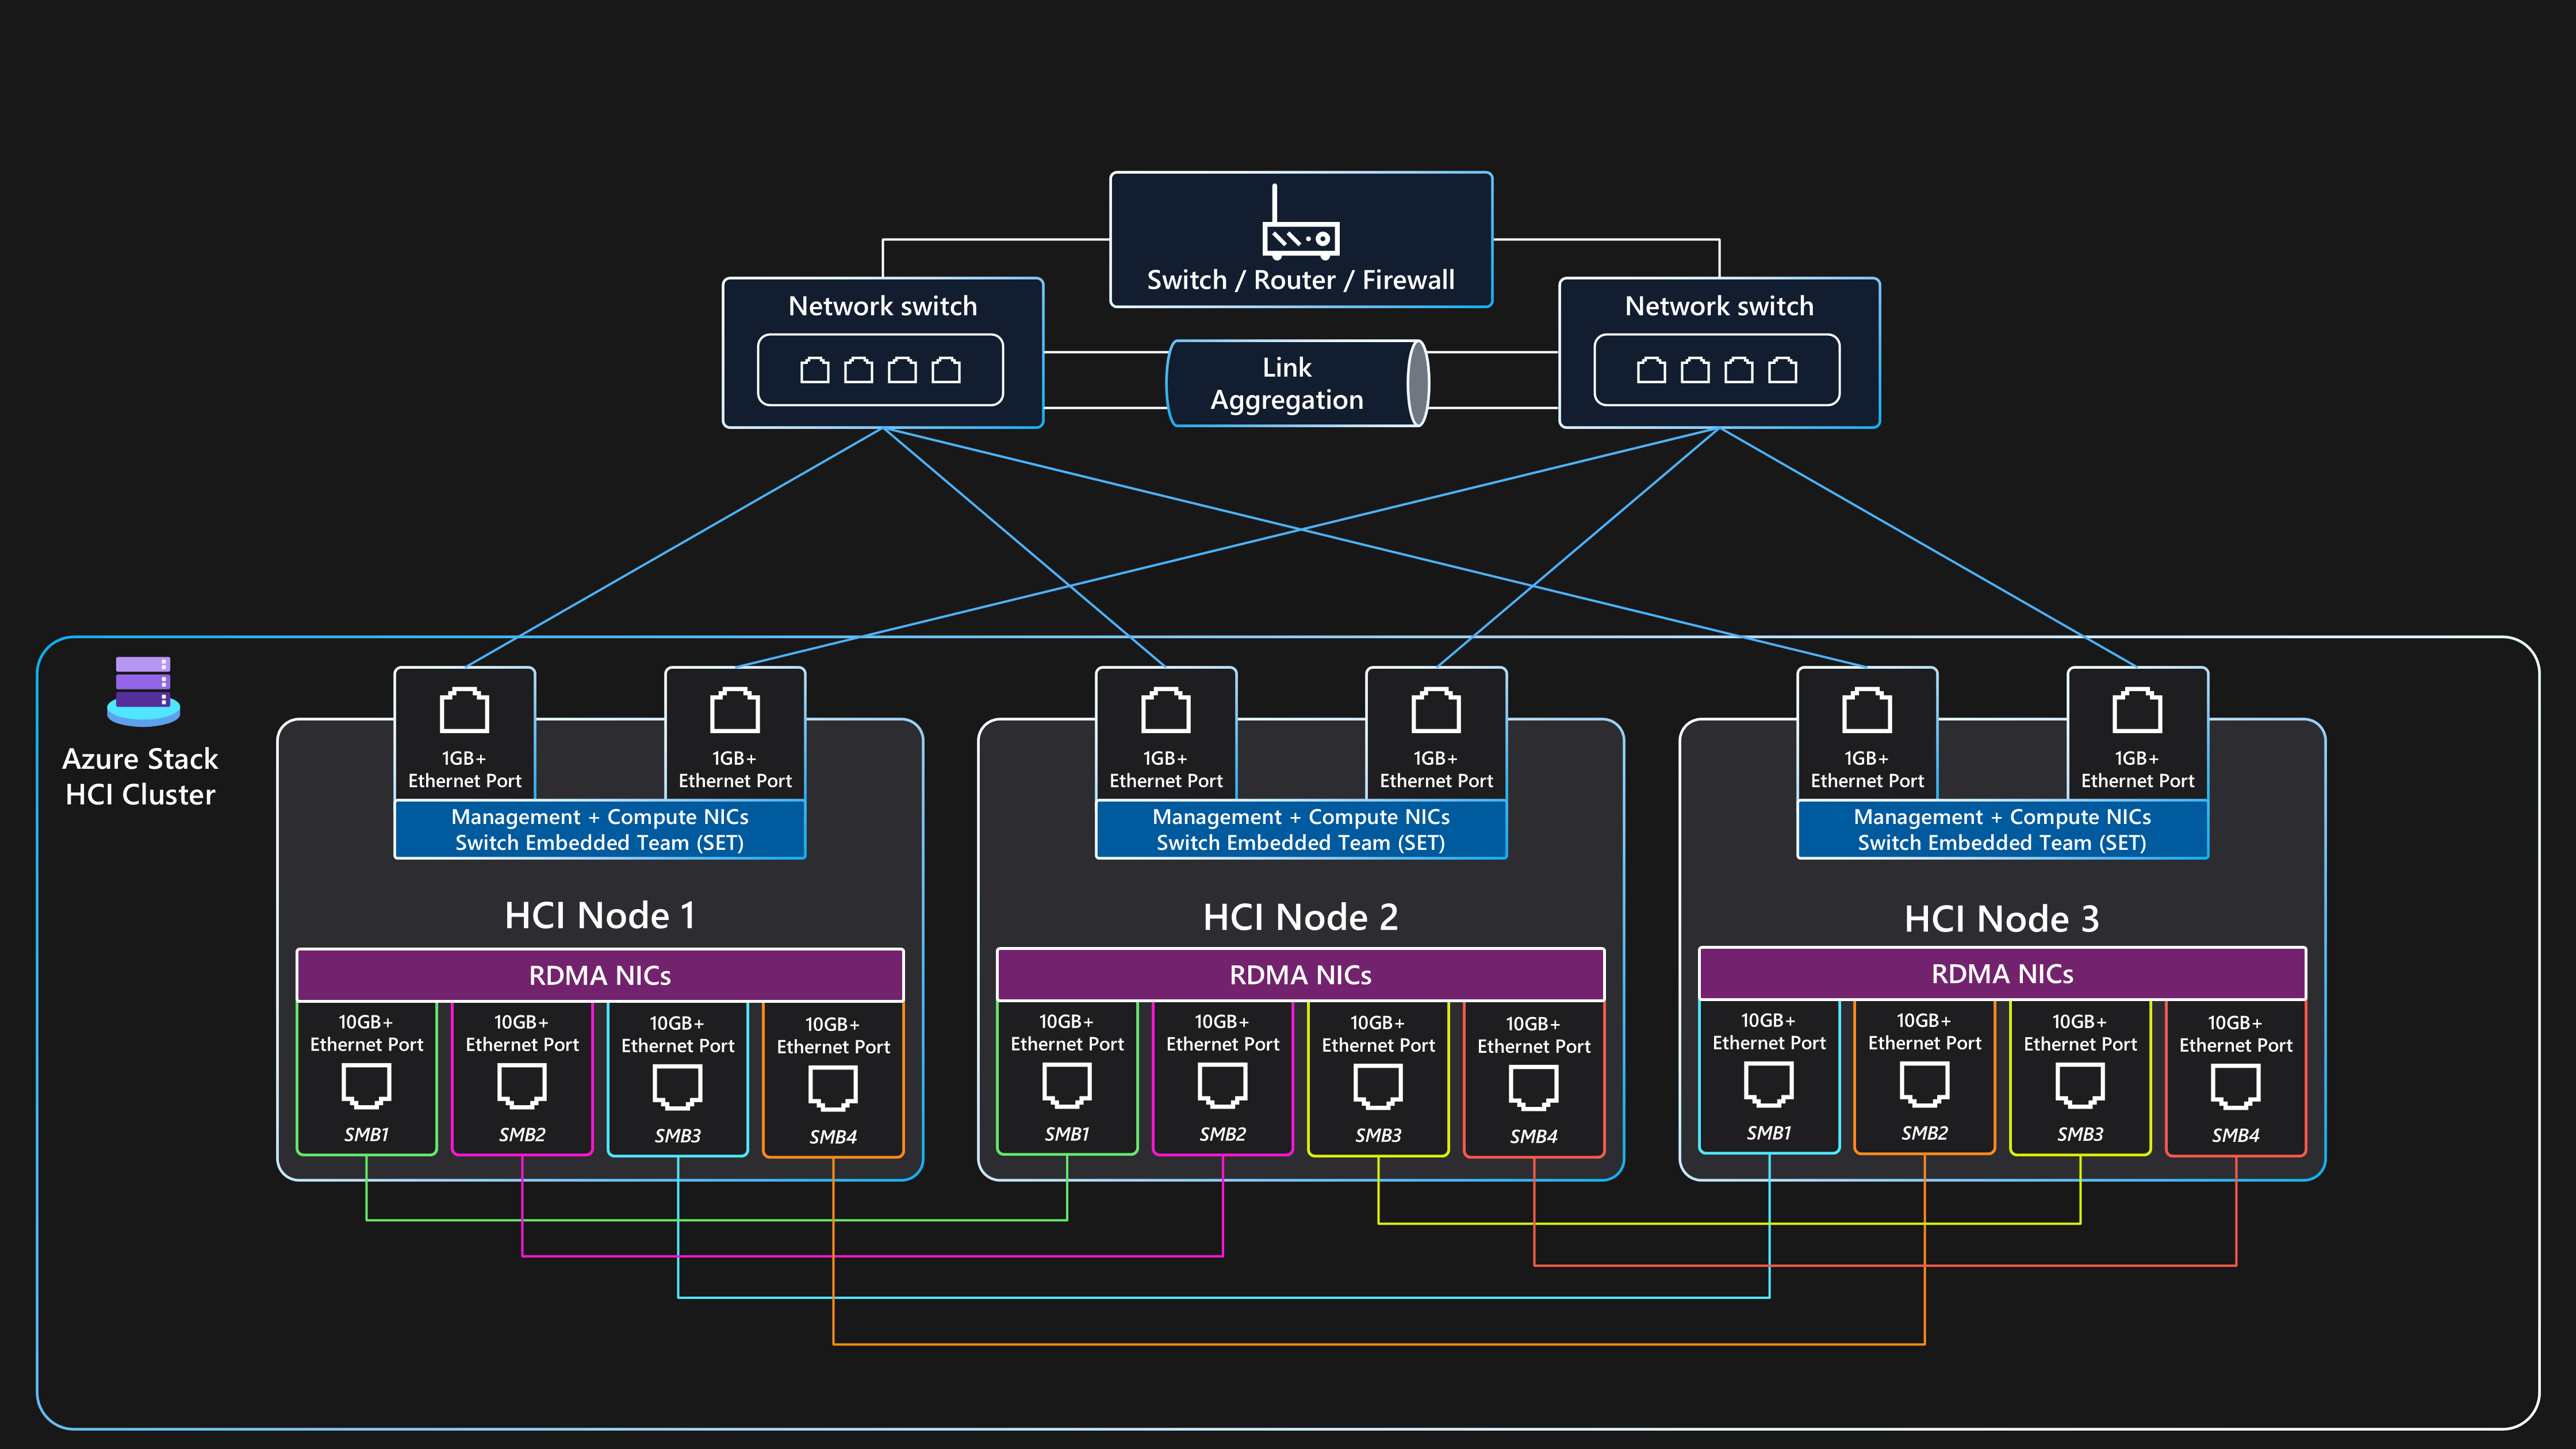 Switch / Router / Firewall
Network switch
Network switch
Link
Aggregation
Azure Stack
HCI Cluster
1GB+
Ethernet Port
1GB+
Ethernet Port
Management + Compute NICs
Switch Embedded Team (SET)
HCI Node 1
RDMA NICs
10GB+
Ethernet Port
SMB1
10GB+
Ethernet Port
SMB2
10GB+
Ethernet Port
SMB3
10GB+
Ethernet Port
SMB4
1GB+
Ethernet Port
1GB+
Ethernet Port
Management + Compute NICs
Switch Embedded Team (SET)
HCI Node 2
RDMA NICs
10GB+
Ethernet Port
SMB1
10GB+
Ethernet Port
SMB2
10GB+
Ethernet Port
SMB3
10GB+
Ethernet Port
SMB4
1GB+
Ethernet Port
1GB+
Ethernet Port
Management + Compute NICs
Switch Embedded Team (SET)
HCI Node 3
RDMA NICs
10GB+
Ethernet Port
SMB1
10GB+
Ethernet Port
SMB2
10GB+
Ethernet Port
SMB3
10GB+
Ethernet Port
SMB4